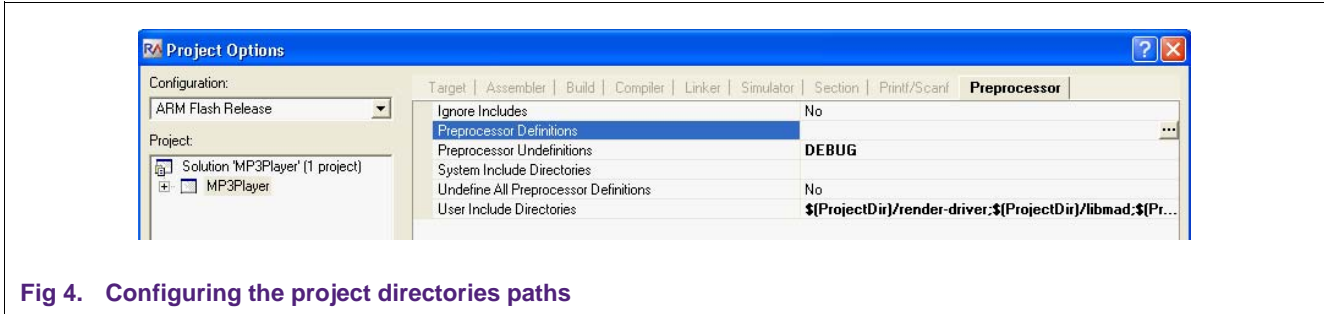 RA Project Options
Configuration:
ARM Flash Release
Project:
Solution 'MP3Player' (1 project)
MP3Player
Target | Assembler | Build | Compiler | Linker | Simulator | Section | Printf/Scanf Preprocessor
Ignore Includes No
Preprocessor Definitions ...
Preprocessor Undefinitions DEBUG
System Include Directories
Undefine All Preprocessor Definitions No
User Include Directories $(ProjectDir)/render-driver;$(ProjectDir)/libmad;$(Pr...
Fig 4. Configuring the project directories paths